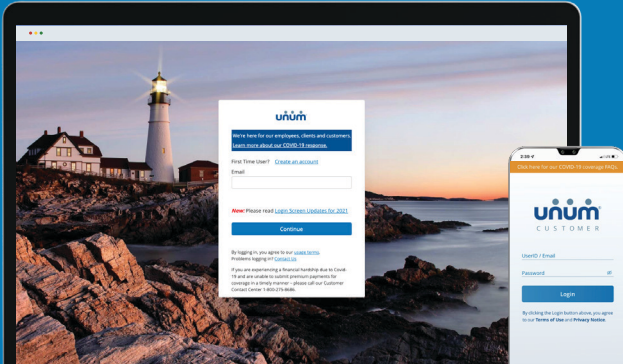 unum
We're here for our employees, clients and customers.
Learn more about our COVID-19 response.
First Time User? Create an account
Email
New! Please read Login Screen Updates for 2021
Continue
By logging in, you agree to our usage terms.
Problems logging in? Contact Us.
If you are experiencing a financial hardship due to Covid-
19 and are unable to submit premium payments for
coverage in a timely manner – please call our Customer
Contact Center 1-800-275-8686.
Click here for our COVID-19 coverage FAQs.
unum
CUSTOMER
UserID / Email
Password
Login
By clicking the Login button above, you agree
to our Terms of Use and Privacy Notice.